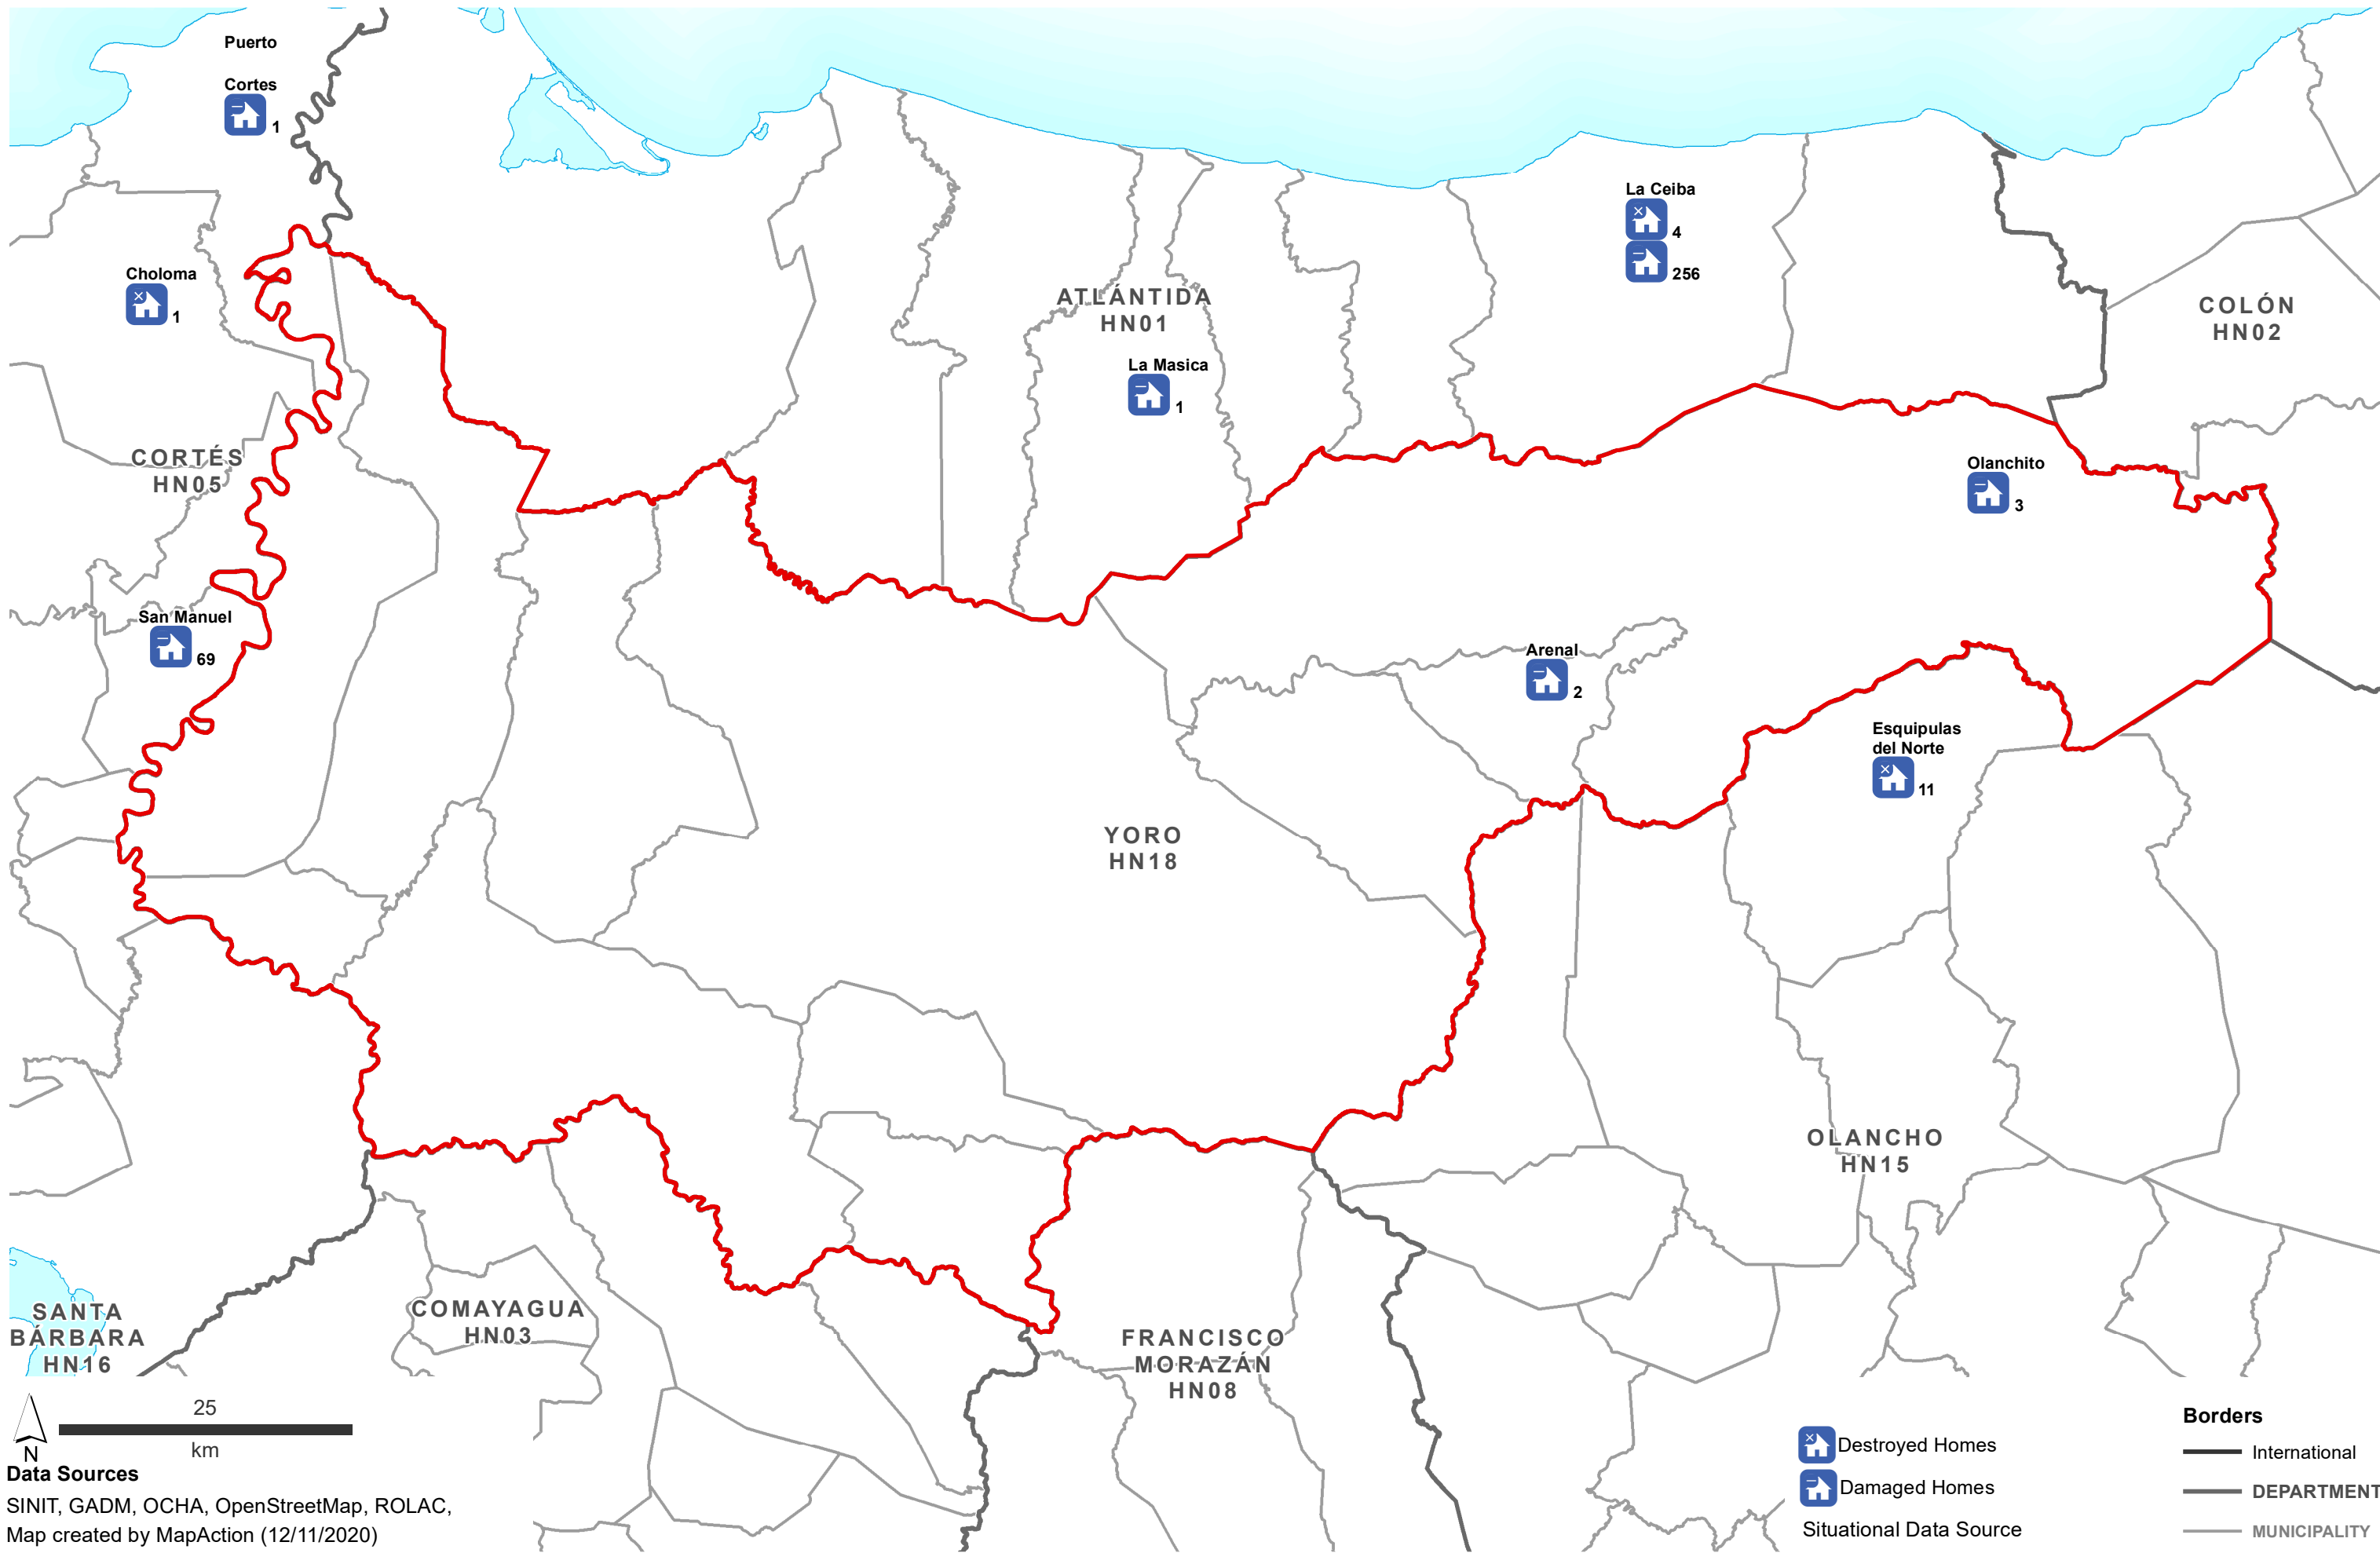 Puerto
Cortes
1
La Ceiba
4
256
Choloma
1
ATLÁNTIDA
HN01
COLÓN
HN02
La Masica
1
CORTÉS
HN05
Olanchito
3
San Manuel
69
Arenal
2
Esquipulas
del Norte
11
YORO
HN18
OLANCHO
HN15
SANTA
BÁRBARA
HN16
COMAYAGUA
HN03
FRANCISCO
MORAZÁN
HN08
25
km
N
Data Sources
SINIT, GADM, OCHA, OpenStreetMap, ROLAC,
Map created by MapAction (12/11/2020)
Destroyed Homes
Damaged Homes
Situational Data Source
Borders
International
DEPARTMENT
MUNICIPALITY